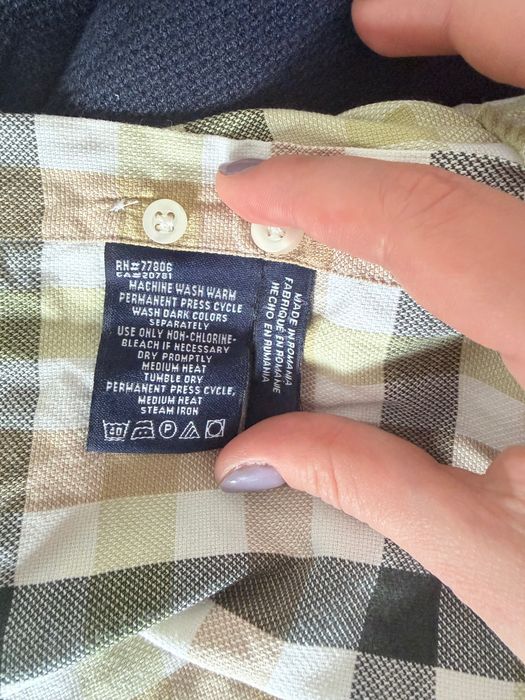 RN#77806
CA#20781
MACHINE WASH WARM
PERMANENT PRESS CYCLE
WASH DARK COLORS
SEPARATELY
USE ONLY NON-CHLORINE-
BLEACH IF NECESSARY
DRY PROMPTLY
MEDIUM HEAT
TUMBLE DRY
PERMANENT PRESS CYCLE,
MEDIUM HEAT
STEAM IRON
40 P
MADE IN ROMANIA
FABRIQUÉ EN ROMANIE
HECHO EN RUMANIA